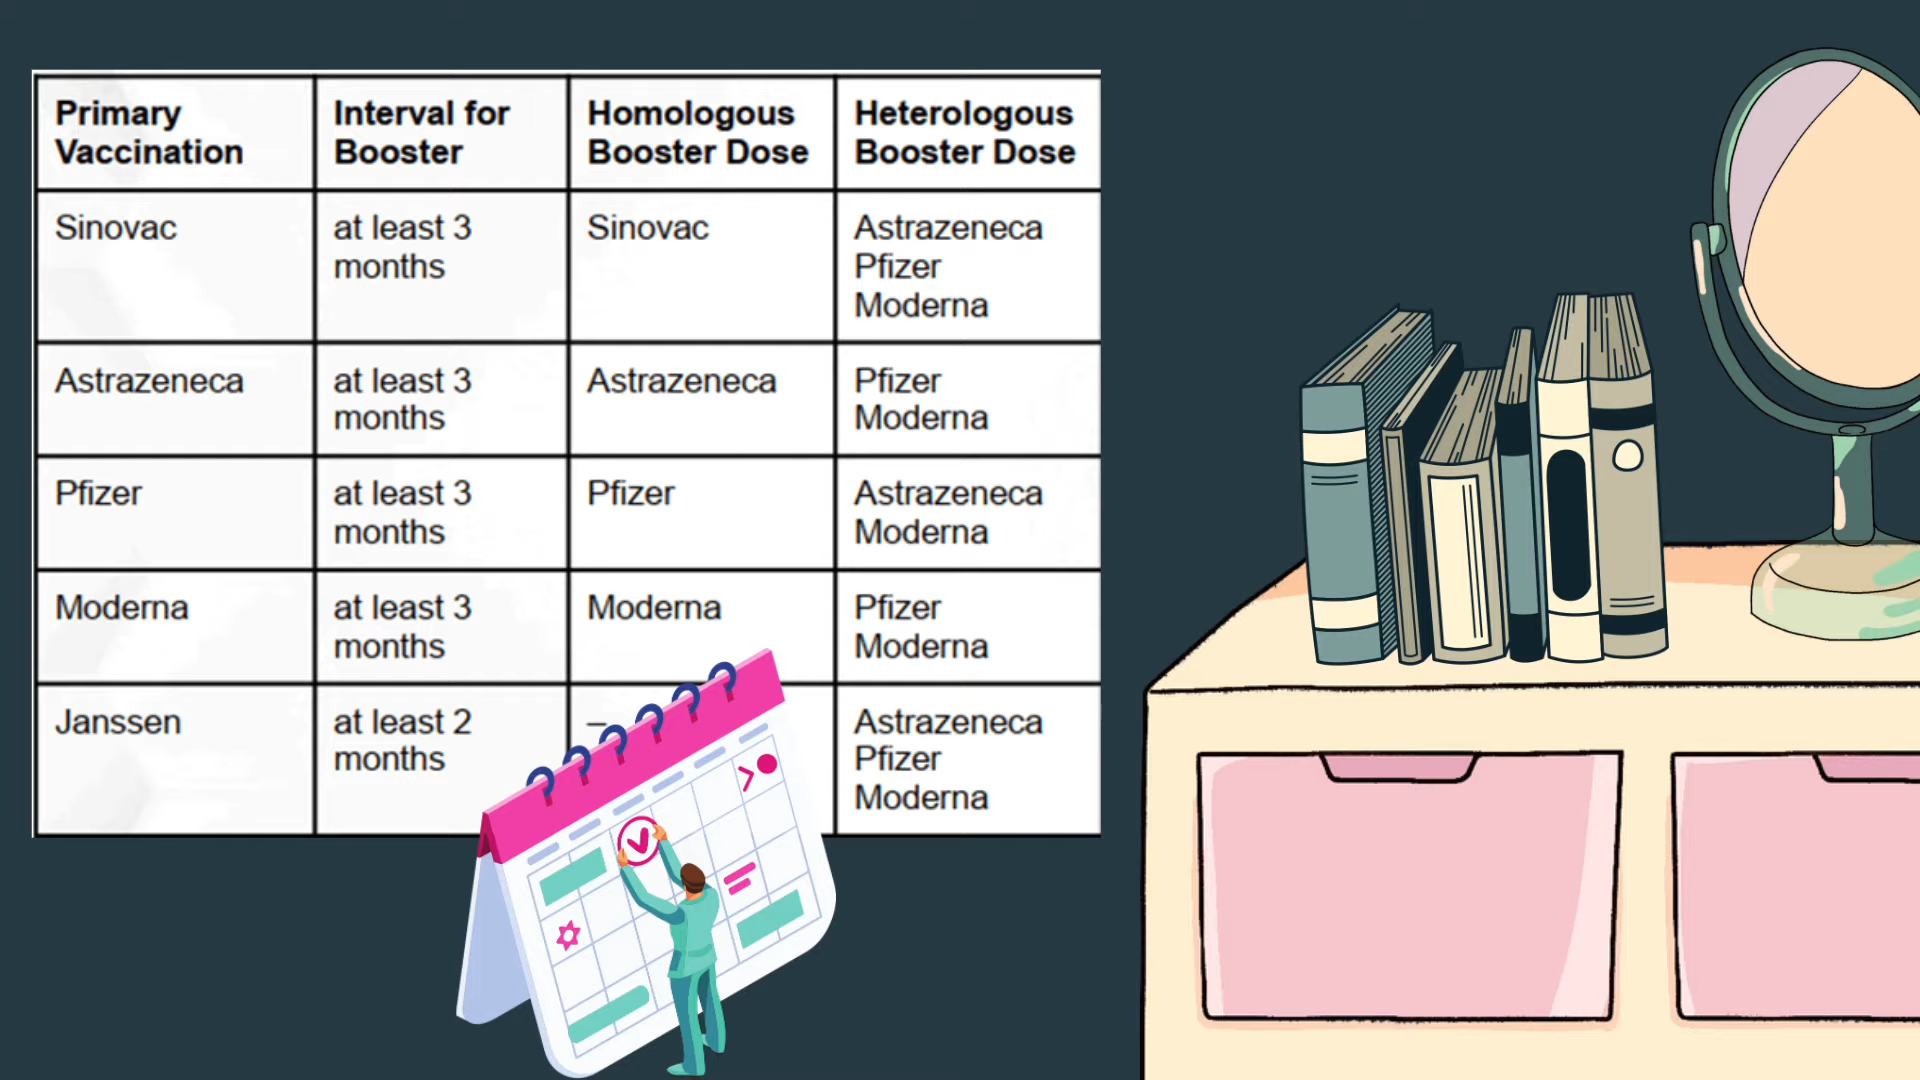 Primary Vaccination
Interval for Booster
Homologous Booster Dose
Heterologous Booster Dose
Sinovac
at least 3
months
Sinovac
Astrazeneca
Pfizer
Moderna
Astrazeneca
at least 3
months
Astrazeneca
Pfizer
Moderna
Pfizer
at least 3
months
Pfizer
Astrazeneca
Moderna
Moderna
at least 3
months
Moderna
Pfizer
Moderna
Janssen
at least 2
months
–
Astrazeneca
Pfizer
Moderna